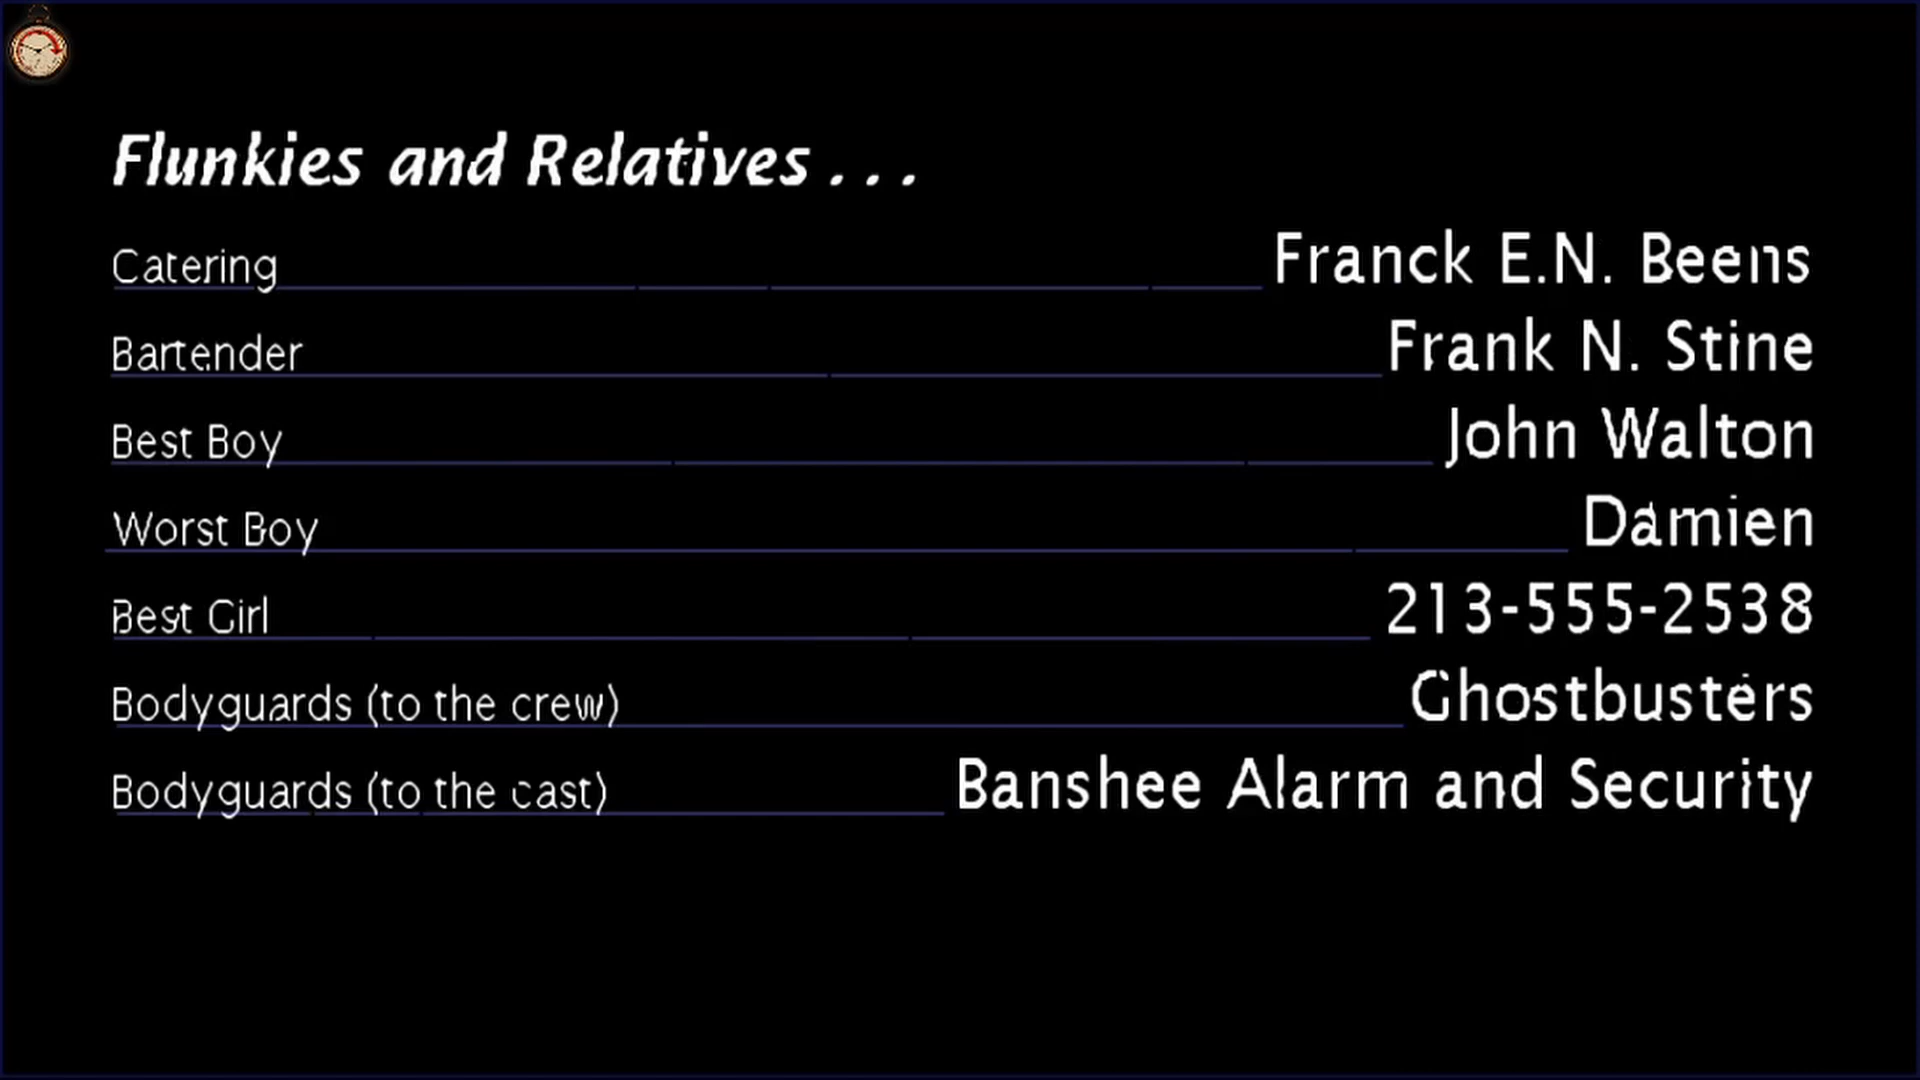 Flunkies and Relatives . . .
Catering Franck E.N. Beens
Bartender Frank N. Stine
Best Boy John Walton
Worst Boy Damien
Best Girl 213-555-2538
Bodyguards (to the crew) Ghostbusters
Bodyguards (to the cast) Banshee Alarm and Security